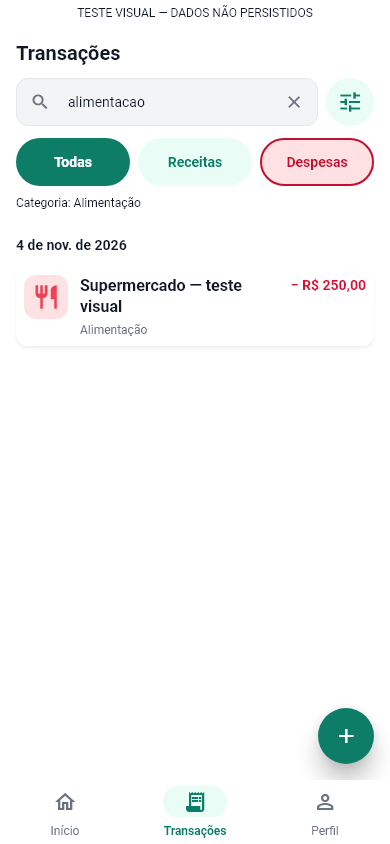 TESTE VISUAL — DADOS NÃO PERSISTIDOS
Transações
alimentacao
Todas
Receitas
Despesas
Categoria: Alimentação
4 de nov. de 2026
Supermercado — teste
visual
− R$ 250,00
Alimentação
Início
Transações
Perfil